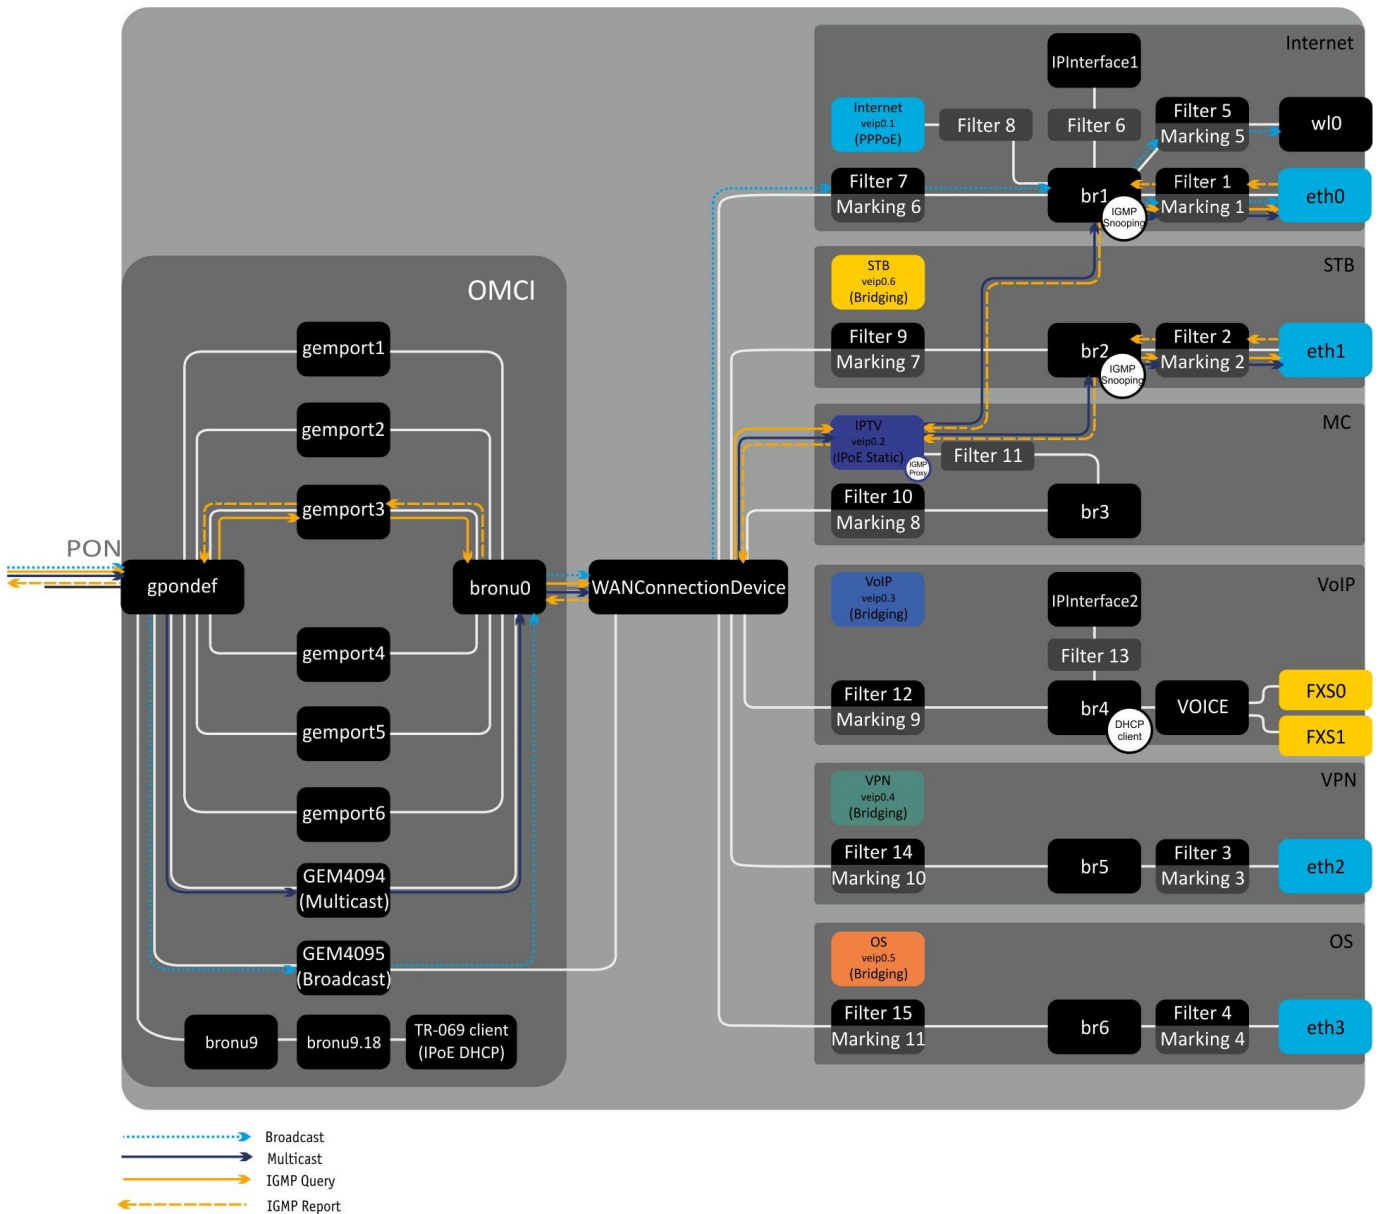 PON
gpondef
OMCI
gemport1
gemport2
gemport3
gemport4
gemport5
gemport6
GEM4094
(Multicast)
GEM4095
(Broadcast)
bronu0
bronu9
bronu9.18
TR-069 client
(IPoE DHCP)
WANConnectionDevice
Internet
IPInterface1
Internet
veip0.1
(PPPoE)
Filter 8
Filter 6
Filter 5
Marking 5
wl0
Filter 7
Marking 6
br1
IGMP
Snooping
Filter 1
Marking 1
eth0
STB
STB
veip0.6
(Bridging)
Filter 9
Marking 7
br2
IGMP
Snooping
Filter 2
Marking 2
eth1
MC
IPTV
veip0.2
(IPoE Static)
IGMP
Proxy
Filter 11
Filter 10
Marking 8
br3
VoIP
VoIP
veip0.3
(Bridging)
IPInterface2
Filter 13
Filter 12
Marking 9
br4
DHCP
client
VOICE
FXS0
FXS1
VPN
VPN
veip0.4
(Bridging)
Filter 14
Marking 10
br5
Filter 3
Marking 3
eth2
OS
OS
veip0.5
(Bridging)
Filter 15
Marking 11
br6
Filter 4
Marking 4
eth3
Broadcast
Multicast
IGMP Query
IGMP Report